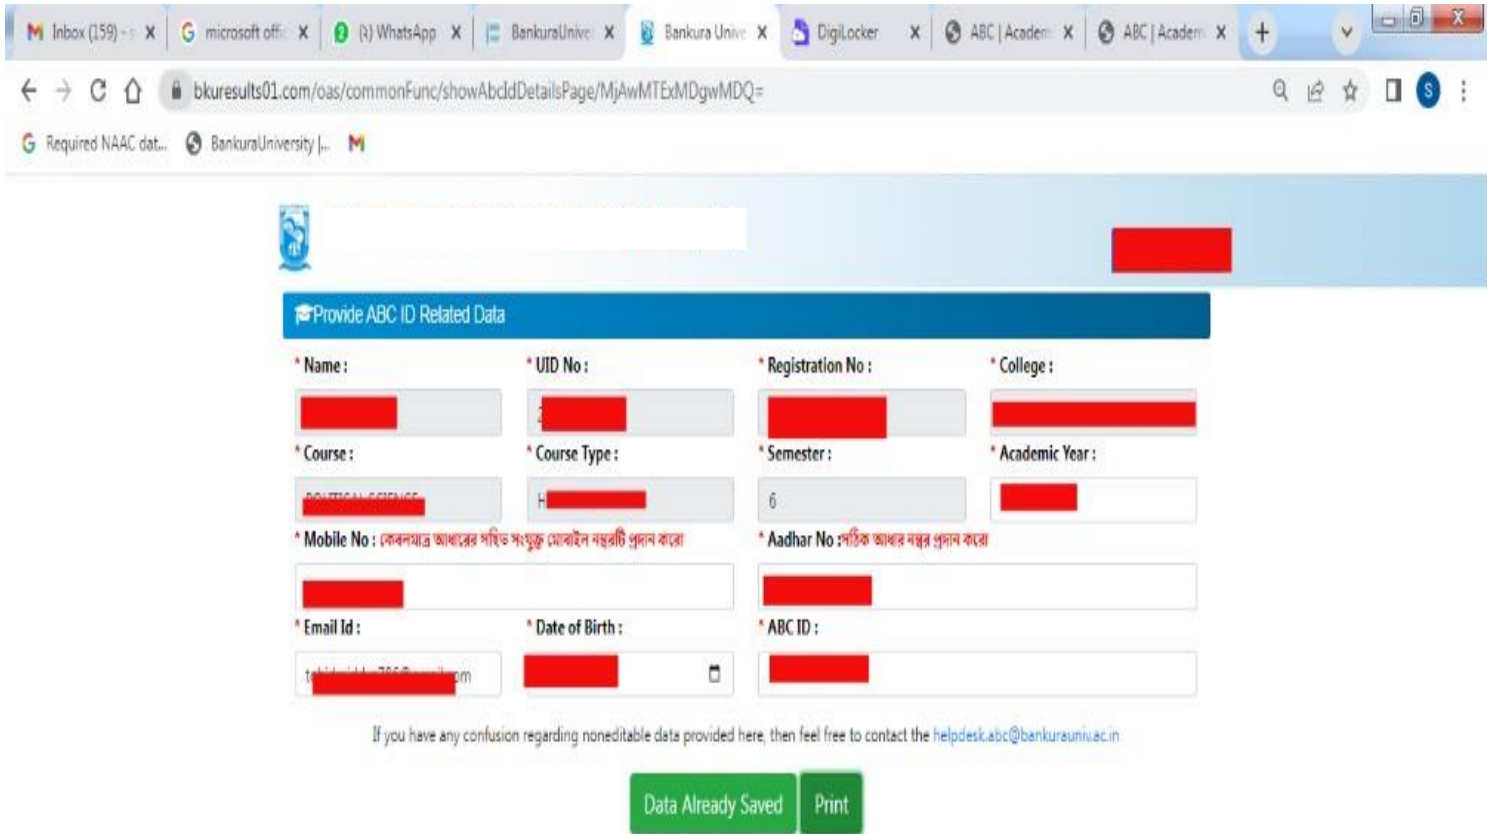 Inbox (159) - s
microsoft offic
WhatsApp
BankuraUniver
Bankura Unive
DigiLocker
ABC | Academ
ABC | Academ
bkuresults01.com/oas/commonFunc/showAbcIdDetailsPage/MjAwMTExMDgwMDQ=
S
Required NAAC dat...
BankuraUniversity |...
Provide ABC ID Related Data
* Name :
* UID No :
* Registration No :
* College :
* Course :
* Course Type :
* Semester :
* Academic Year :
H
6
* Mobile No : কেবলমাত্র আধারের সহিত সংযুক্ত মোবাইল নম্বরটি প্রদান করো
* Aadhar No :সঠিক আধার নম্বর প্রদান করো
* Email Id :
* Date of Birth :
* ABC ID :
If you have any confusion regarding noneditable data provided here, then feel free to contact the helpdesk.abc@bankurauniv.ac.in
Data Already Saved
Print